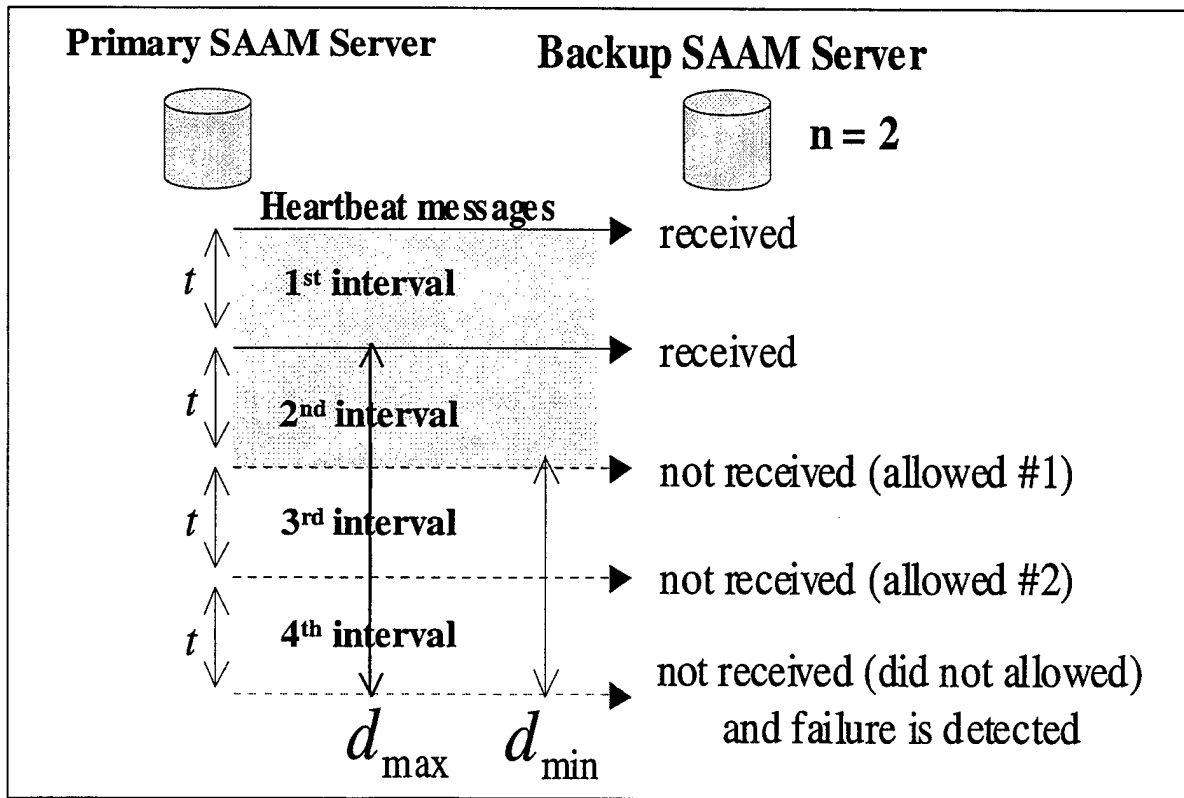 Primary SAAM Server
Backup SAAM Server
n = 2
Heartbeat messages
received
t
1st interval
received
t
2nd interval
not received (allowed #1)
t
3rd interval
not received (allowed #2)
t
4th interval
not received (did not allowed)
and failure is detected
dmax
dmin